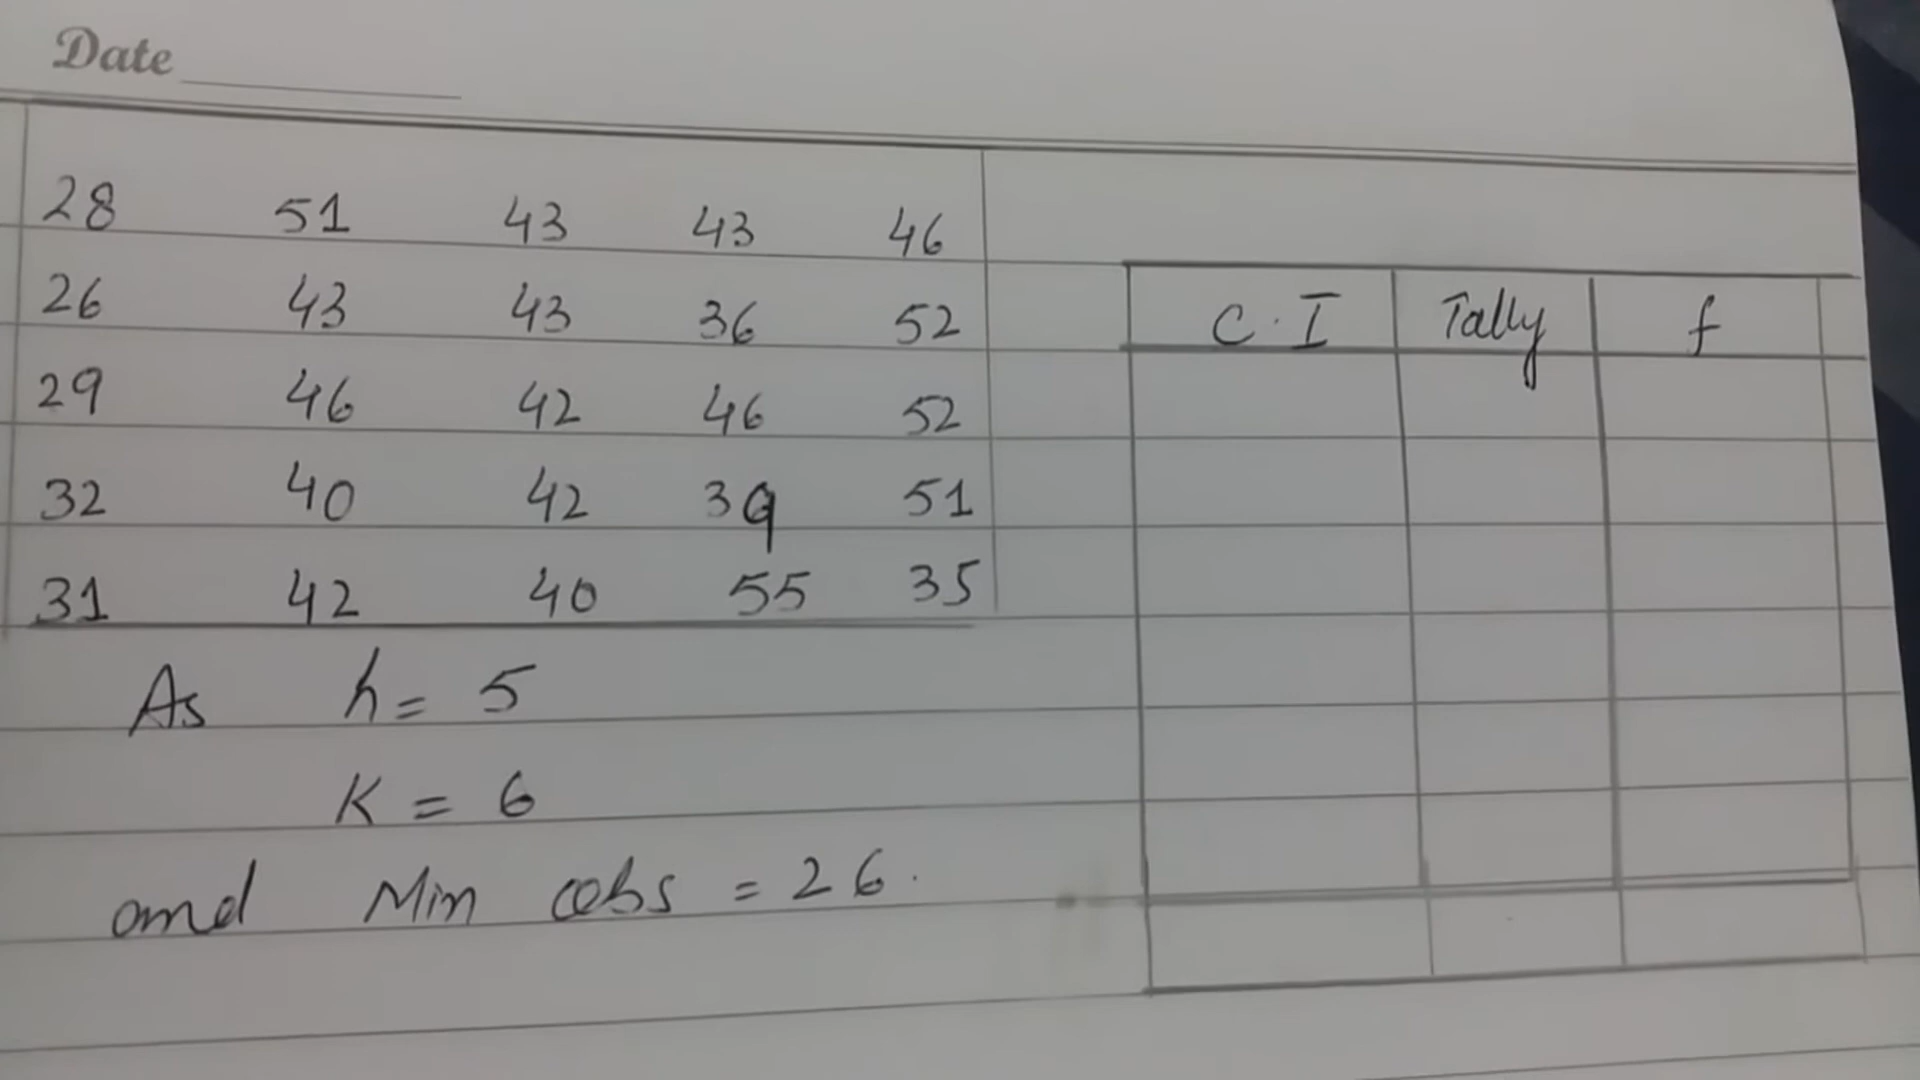 Date
28 51 43 43 46
26 43 43 36 52
29 46 42 46 52
32 40 42 39 51
31 42 40 55 35
C.I Tally f
As h = 5
K = 6
and Min obs = 26.